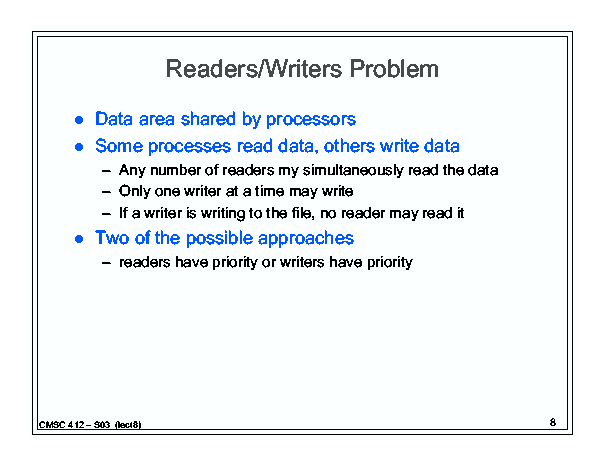 Readers/Writers Problem
● Data area shared by processors
● Some processes read data, others write data
– Any number of readers my simultaneously read the data
– Only one writer at a time may write
– If a writer is writing to the file, no reader may read it
● Two of the possible approaches
– readers have priority or writers have priority
CMSC 412 – S03 (lect8)
8